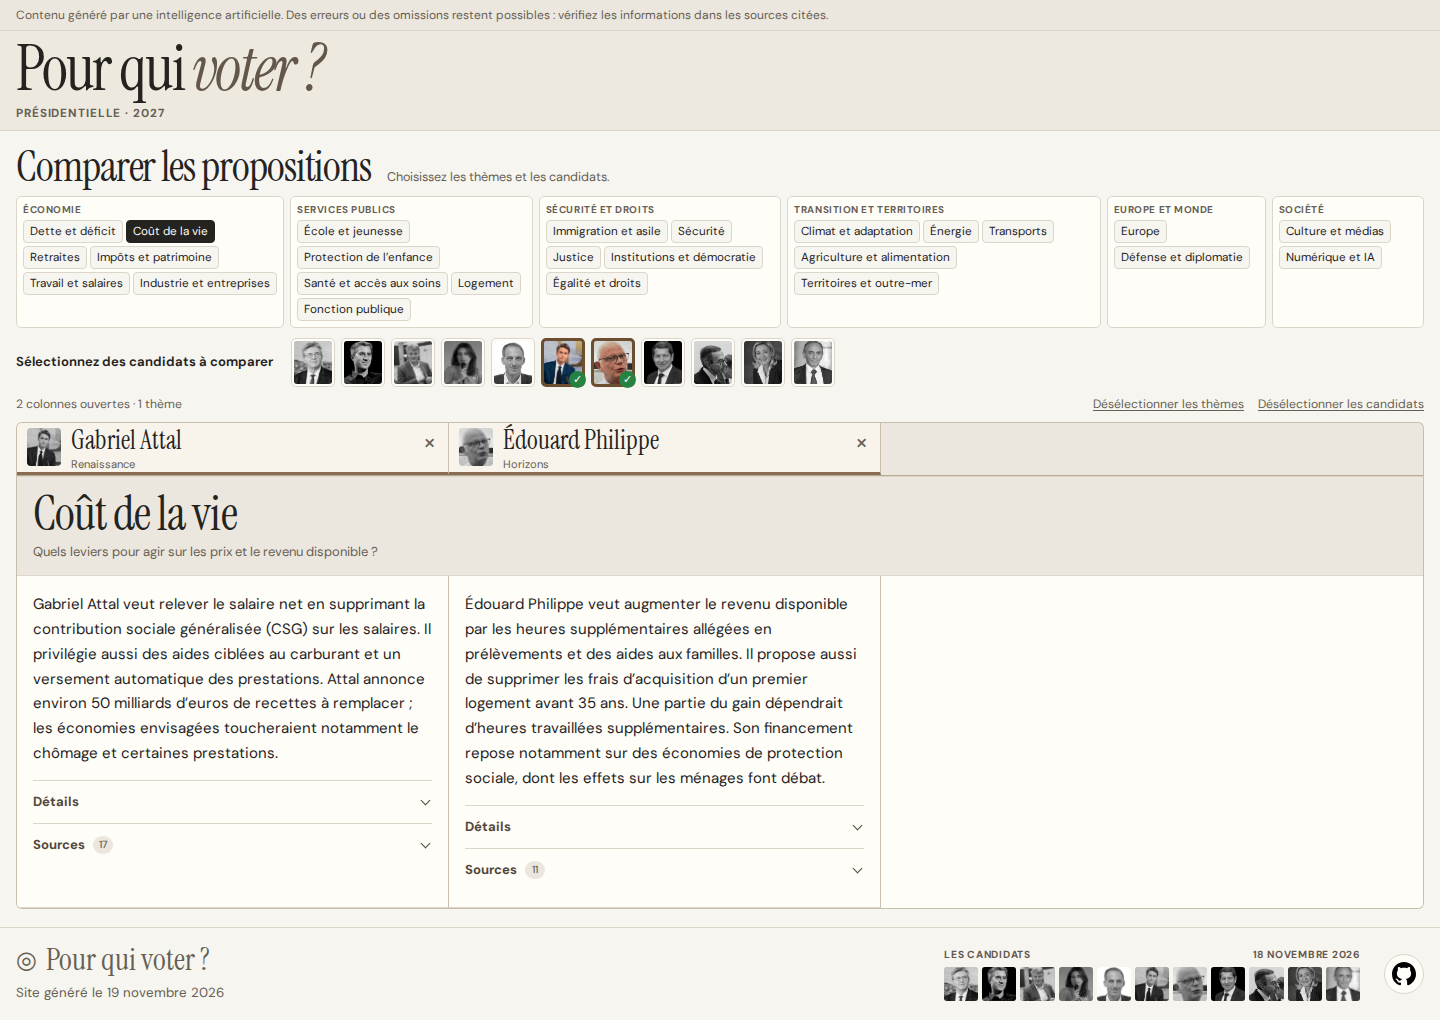 Contenu généré par une intelligence artificielle. Des erreurs ou des omissions restent possibles : vérifiez les informations dans les sources citées.
Pour qui voter ?
PRÉSIDENTIELLE · 2027
Comparer les propositions
Choisissez les thèmes et les candidats.
ÉCONOMIE
Dette et déficit
Coût de la vie
Retraites
Impôts et patrimoine
Travail et salaires
Industrie et entreprises
SERVICES PUBLICS
École et jeunesse
Protection de l'enfance
Santé et accès aux soins
Logement
Fonction publique
SÉCURITÉ ET DROITS
Immigration et asile
Sécurité
Justice
Institutions et démocratie
Égalité et droits
TRANSITION ET TERRITOIRES
Climat et adaptation
Énergie
Transports
Agriculture et alimentation
Territoires et outre-mer
EUROPE ET MONDE
Europe
Défense et diplomatie
SOCIÉTÉ
Culture et médias
Numérique et IA
Sélectionnez des candidats à comparer
2 colonnes ouvertes · 1 thème
Désélectionner les thèmes
Désélectionner les candidats
Gabriel Attal
Renaissance
×
Édouard Philippe
Horizons
×
Coût de la vie
Quels leviers pour agir sur les prix et le revenu disponible ?
Gabriel Attal veut relever le salaire net en supprimant la
contribution sociale généralisée (CSG) sur les salaires. Il
privilégie aussi des aides ciblées au carburant et un
versement automatique des prestations. Attal annonce
environ 50 milliards d'euros de recettes à remplacer ;
les économies envisagées toucheraient notamment le
chômage et certaines prestations.
Détails
Sources 17
Édouard Philippe veut augmenter le revenu disponible
par les heures supplémentaires allégées en
prélèvements et des aides aux familles. Il propose aussi
de supprimer les frais d'acquisition d'un premier
logement avant 35 ans. Une partie du gain dépendrait
d'heures travaillées supplémentaires. Son financement
repose notamment sur des économies de protection
sociale, dont les effets sur les ménages font débat.
Détails
Sources 11
Pour qui voter ?
Site généré le 19 novembre 2026
LES CANDIDATS
18 NOVEMBRE 2026